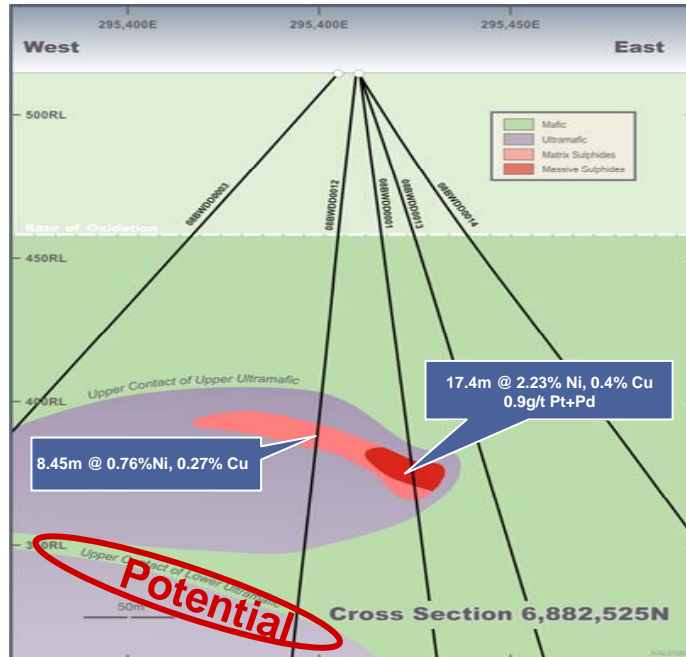 295,400E 295,400E 295,450E
West East
500RL
Mafic
Ultramafic
Matrix Sulphides
Massive Sulphides
08BWDD0003
08BWDD0012
08BWDD0001
08BWDD0013
08BWDD0014
Base of Oxidation
450RL
Upper Contact of Upper Ultramafic
400RL
17.4m @ 2.23% Ni, 0.4% Cu
0.9g/t Pt+Pd
8.45m @ 0.76%Ni, 0.27% Cu
350RL
Upper Contact of Lower Ultramafic
Potential
50m
Cross Section 6,882,525N